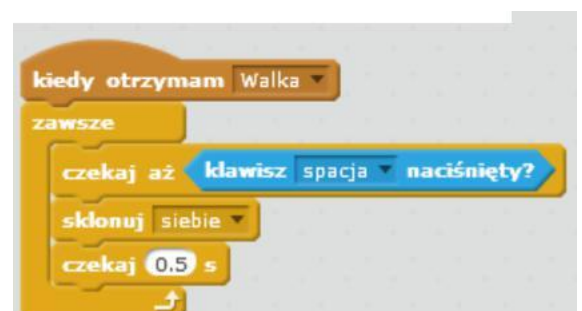 kiedy otrzymam Walka
zawsze
czekaj aż klawisz spacja naciśnięty?
sklonuj siebie
czekaj 0.5 s